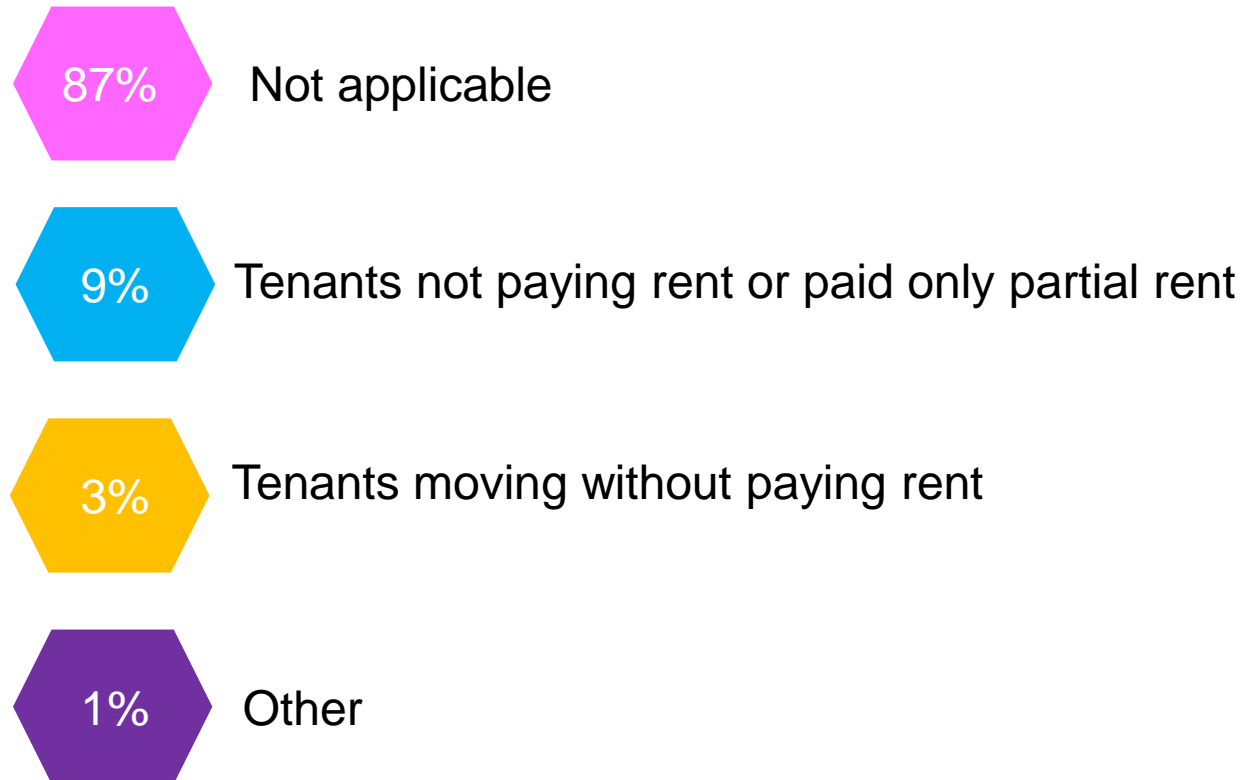 87% Not applicable
9% Tenants not paying rent or paid only partial rent
3% Tenants moving without paying rent
1% Other